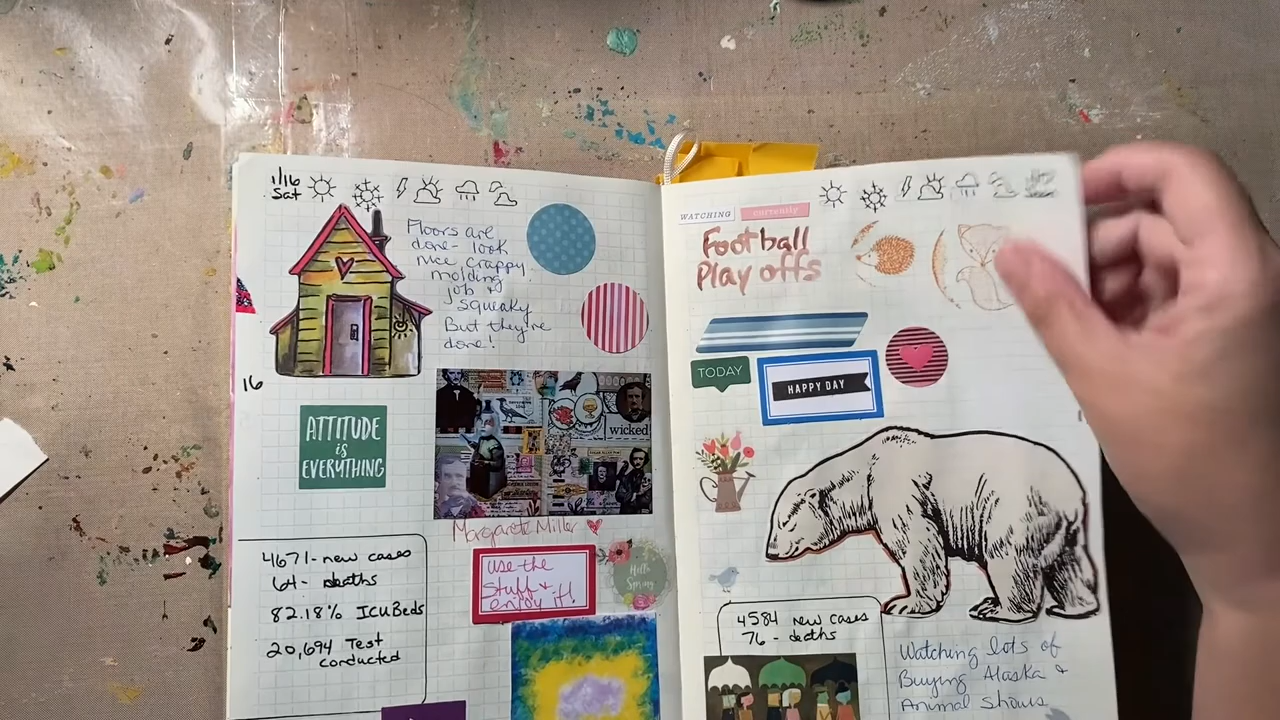 1/16
Sat
Floors are
done - look
nice crappy
molding
job &
squeaky
But they're
done!
16
ATTITUDE
is
EVERYTHING
wicked
Margarete Miller
4671 - new cases
64 - deaths
82.18% ICU Beds
20,694 Test
conducted
use the
Stuff &
enjoy it!
Hello
Spring
WATCHING
currently
Football
Play offs
TODAY
HAPPY DAY
4584 new cases
76 - deaths
Watching lots of
Buying Alaska &
Animal shows